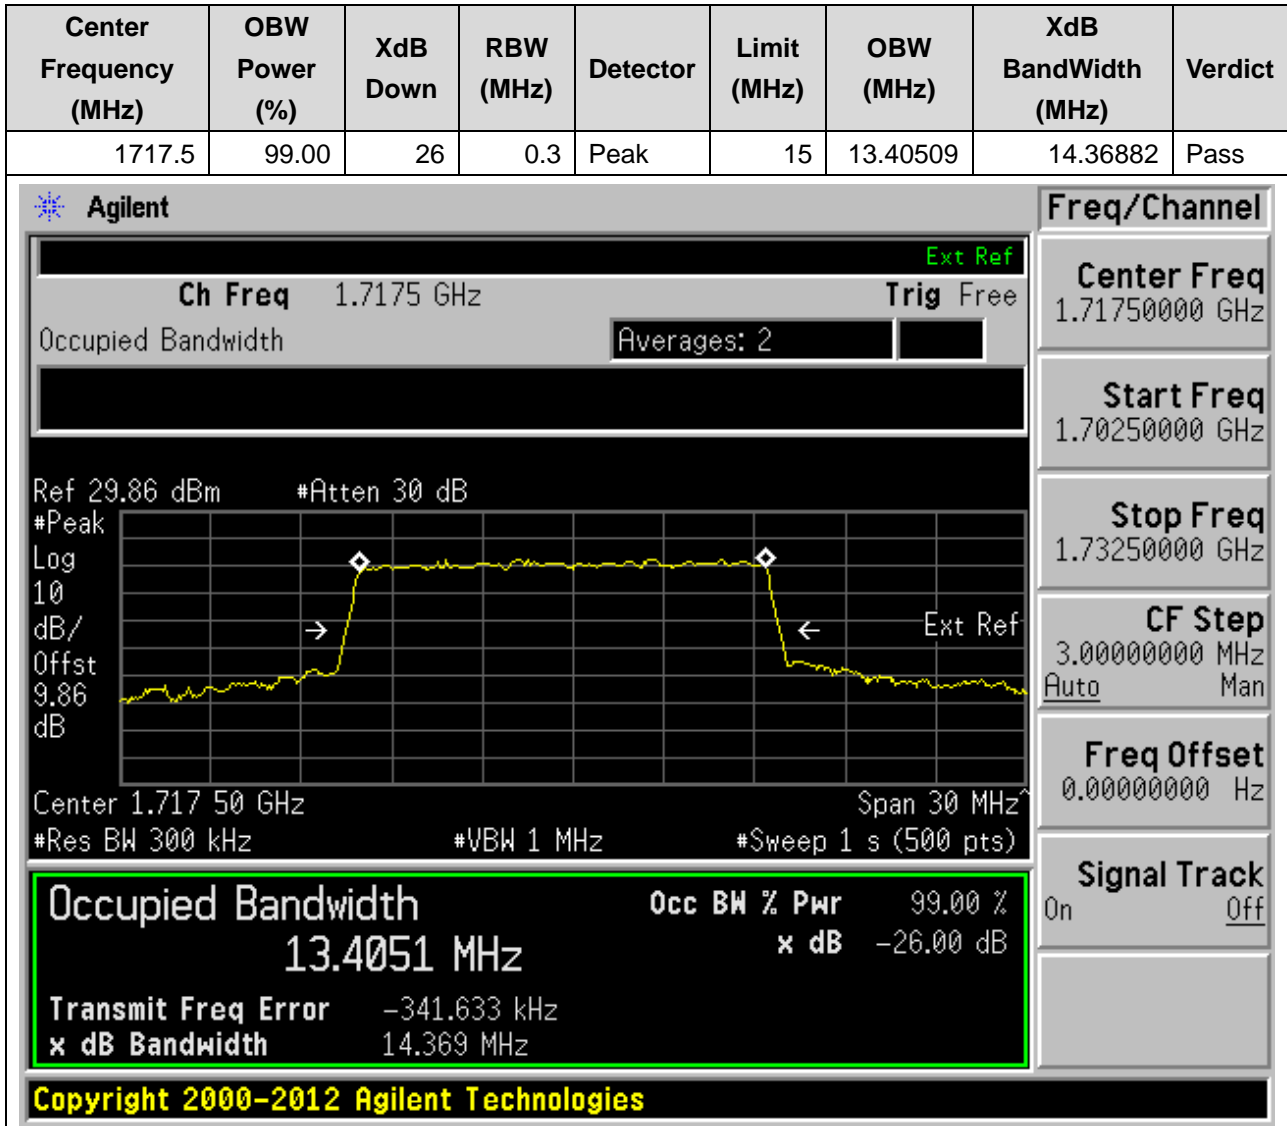 Center Frequency (MHz) OBW Power (%) XdB Down RBW (MHz) Detector Limit (MHz) OBW (MHz) XdB BandWidth (MHz) Verdict
1717.5 99.00 26 0.3 Peak 15 13.40509 14.36882 Pass
Agilent
Freq/Channel
Ext Ref
Ch Freq 1.7175 GHz Trig Free
Occupied Bandwidth Averages: 2
Ref 29.86 dBm #Atten 30 dB
#Peak
Log
10
dB/
Offst
9.86
dB
Ext Ref
Center 1.717 50 GHz Span 30 MHz^
#Res BW 300 kHz #VBW 1 MHz #Sweep 1 s (500 pts)
Occupied Bandwidth
13.4051 MHz
Occ BW % Pwr 99.00 %
x dB -26.00 dB
Transmit Freq Error -341.633 kHz
x dB Bandwidth 14.369 MHz
Center Freq
1.71750000 GHz
Start Freq
1.70250000 GHz
Stop Freq
1.73250000 GHz
CF Step
3.00000000 MHz
Auto Man
Freq Offset
0.00000000 Hz
Signal Track
On Off
Copyright 2000-2012 Agilent Technologies